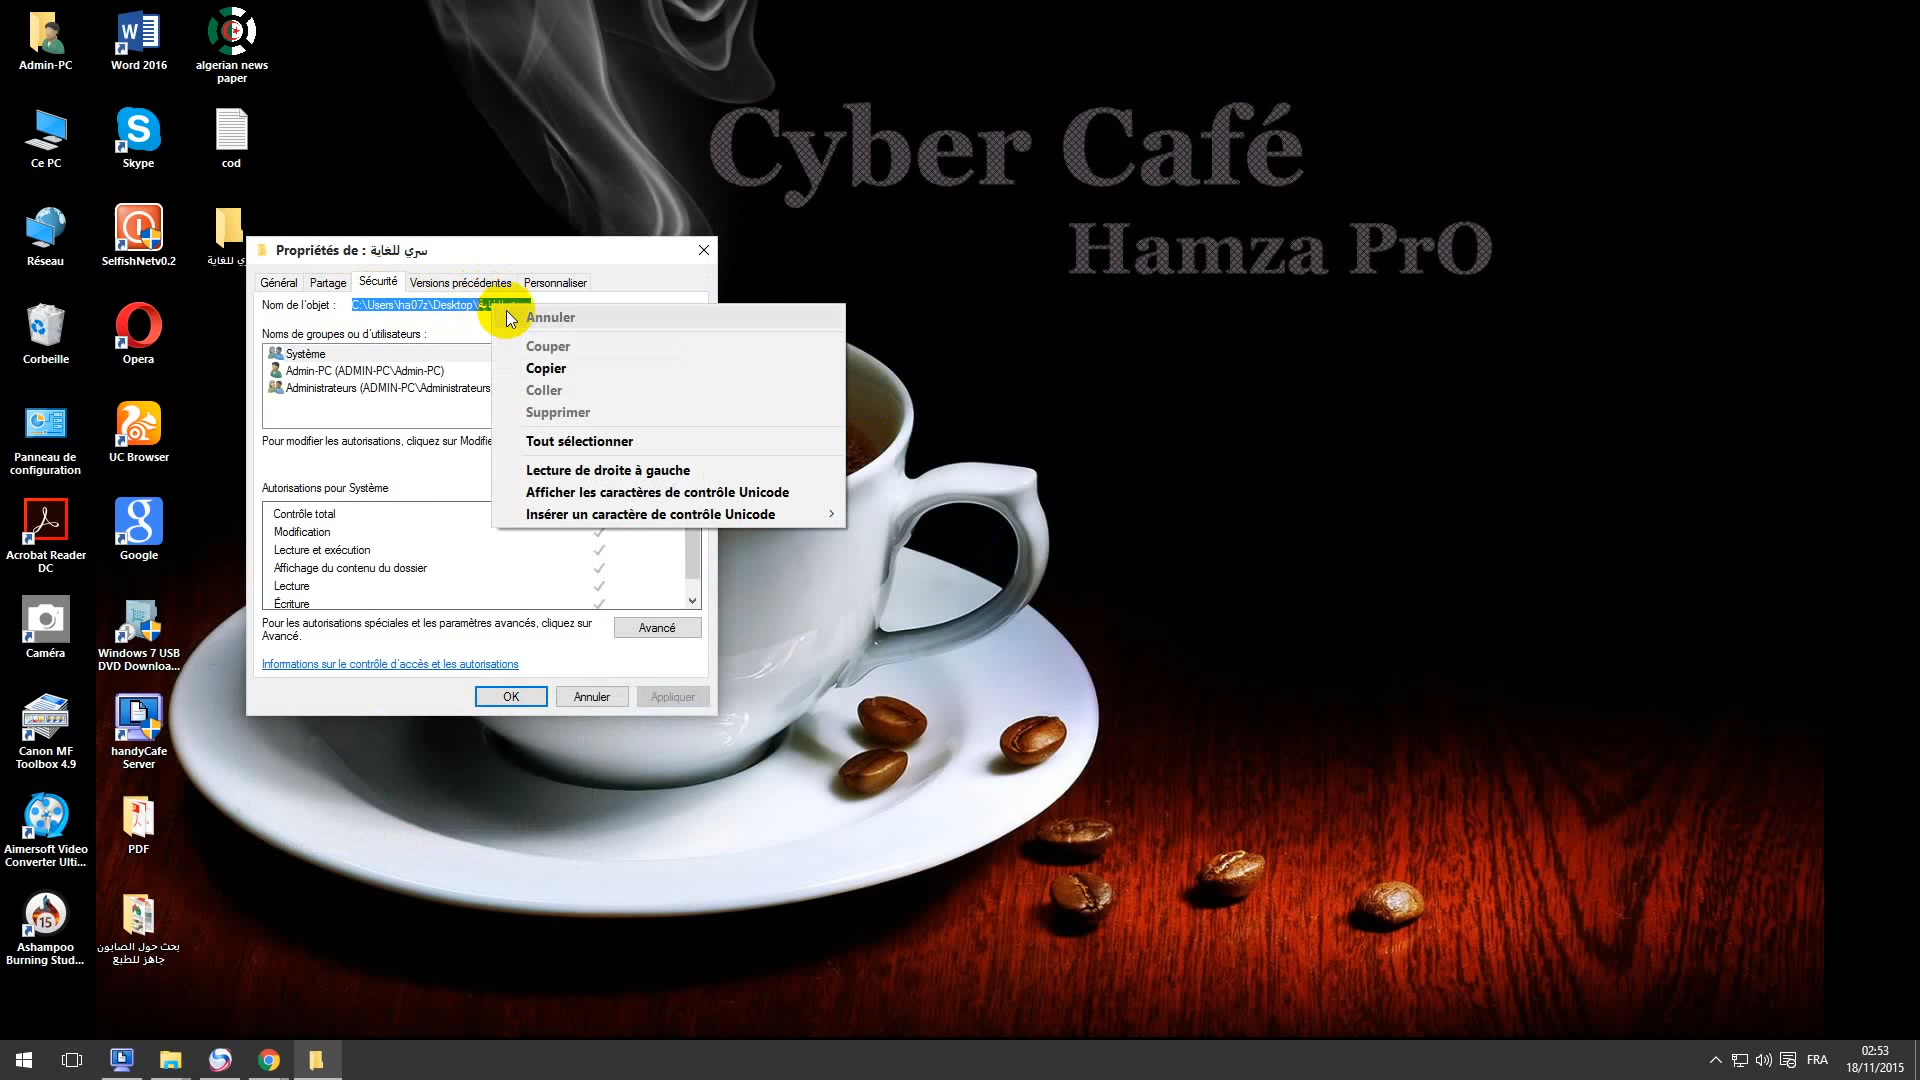 Admin-PC
Word 2016
algerian news
paper
Ce PC
Skype
cod
Réseau
SelfishNetv0.2
Corbeille
Opera
Panneau de
configuration
UC Browser
Acrobat Reader
DC
Google
Caméra
Windows 7 USB
DVD Downloa...
Canon MF
Toolbox 4.9
handyCafe
Server
Aimersoft Video
Converter Ulti...
PDF
Ashampoo
Burning Stud...
بحث حول الصابون
جاهز للطبع
Cyber Café
Hamza PrO
Propriétés de : سري للغاية
Général
Partage
Sécurité
Versions précédentes
Personnaliser
Nom de l'objet :
C:\Users\ha07z\Desktop\
Noms de groupes ou d'utilisateurs :
Système
Admin-PC (ADMIN-PC\Admin-PC)
Administrateurs (ADMIN-PC\Administrateurs
Pour modifier les autorisations, cliquez sur Modifie
Autorisations pour Système
Contrôle total
Modification
Lecture et exécution
Affichage du contenu du dossier
Lecture
Écriture
Pour les autorisations spéciales et les paramètres avancés, cliquez sur
Avancé.
Avancé
Informations sur le contrôle d'accès et les autorisations
OK
Annuler
Appliquer
Annuler
Couper
Copier
Coller
Supprimer
Tout sélectionner
Lecture de droite à gauche
Afficher les caractères de contrôle Unicode
Insérer un caractère de contrôle Unicode
FRA
02:53
18/11/2015